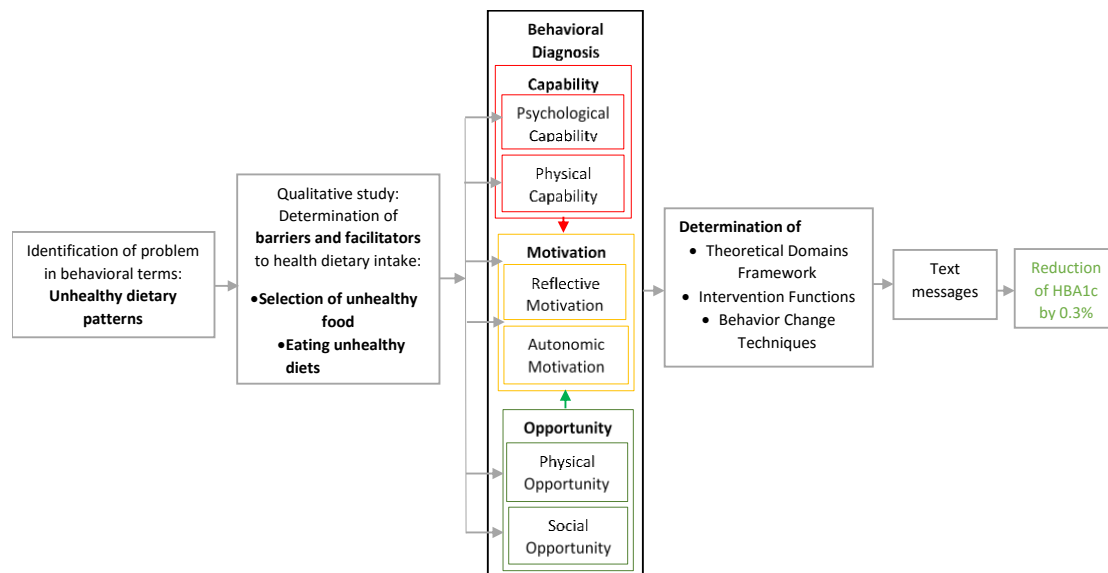 Identification of problem
in behavioral terms:
Unhealthy dietary
patterns
Qualitative study:
Determination of
barriers and facilitators
to health dietary intake:
•Selection of unhealthy
food
•Eating unhealthy
diets
Behavioral
Diagnosis
Capability
Psychological
Capability
Physical
Capability
Motivation
Reflective
Motivation
Autonomic
Motivation
Opportunity
Physical
Opportunity
Social
Opportunity
Determination of
• Theoretical Domains
Framework
• Intervention Functions
• Behavior Change
Techniques
Text
messages
Reduction
of HBA1c
by 0.3%